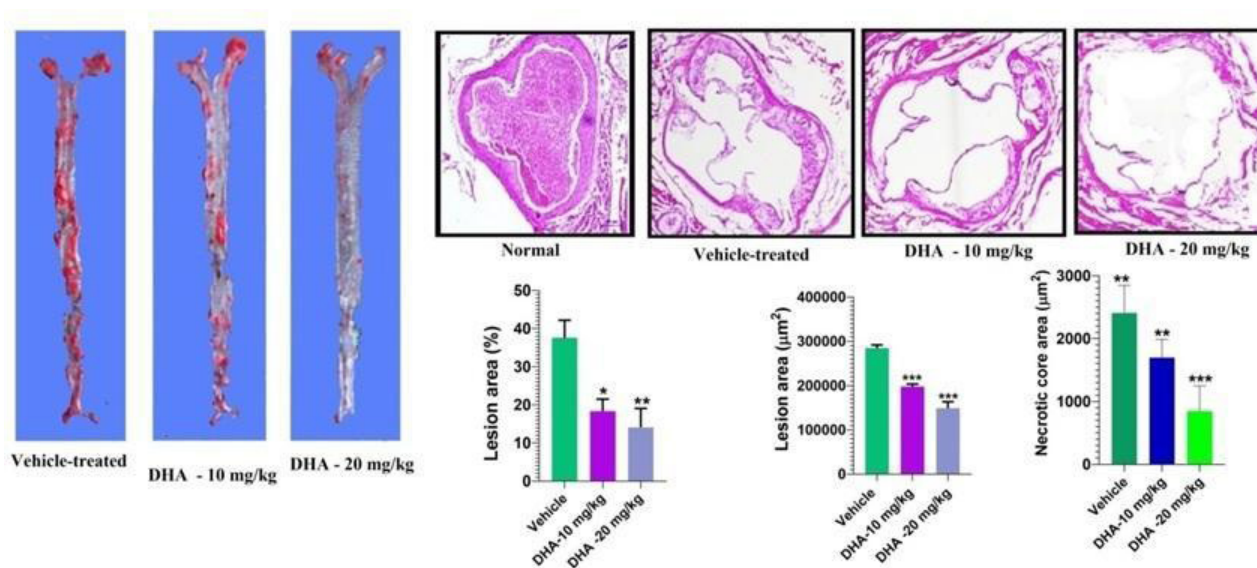 Vehicle-treated
DHA - 10 mg/kg
DHA - 20 mg/kg
Normal
Vehicle-treated
DHA - 10 mg/kg
DHA - 20 mg/kg
Lesion area (%)
50
40
30
20
10
0
*
**
Vehicle
DHA-10 mg/kg
DHA -20 mg/kg
Lesion area (μm²)
400000
300000
200000
100000
0
***
***
Vehicle
DHA-10 mg/kg
DHA -20 mg/kg
Necrotic core area (μm²)
3000
2000
1000
0
**
**
***
Vehicle
DHA-10 mg/kg
DHA -20 mg/kg